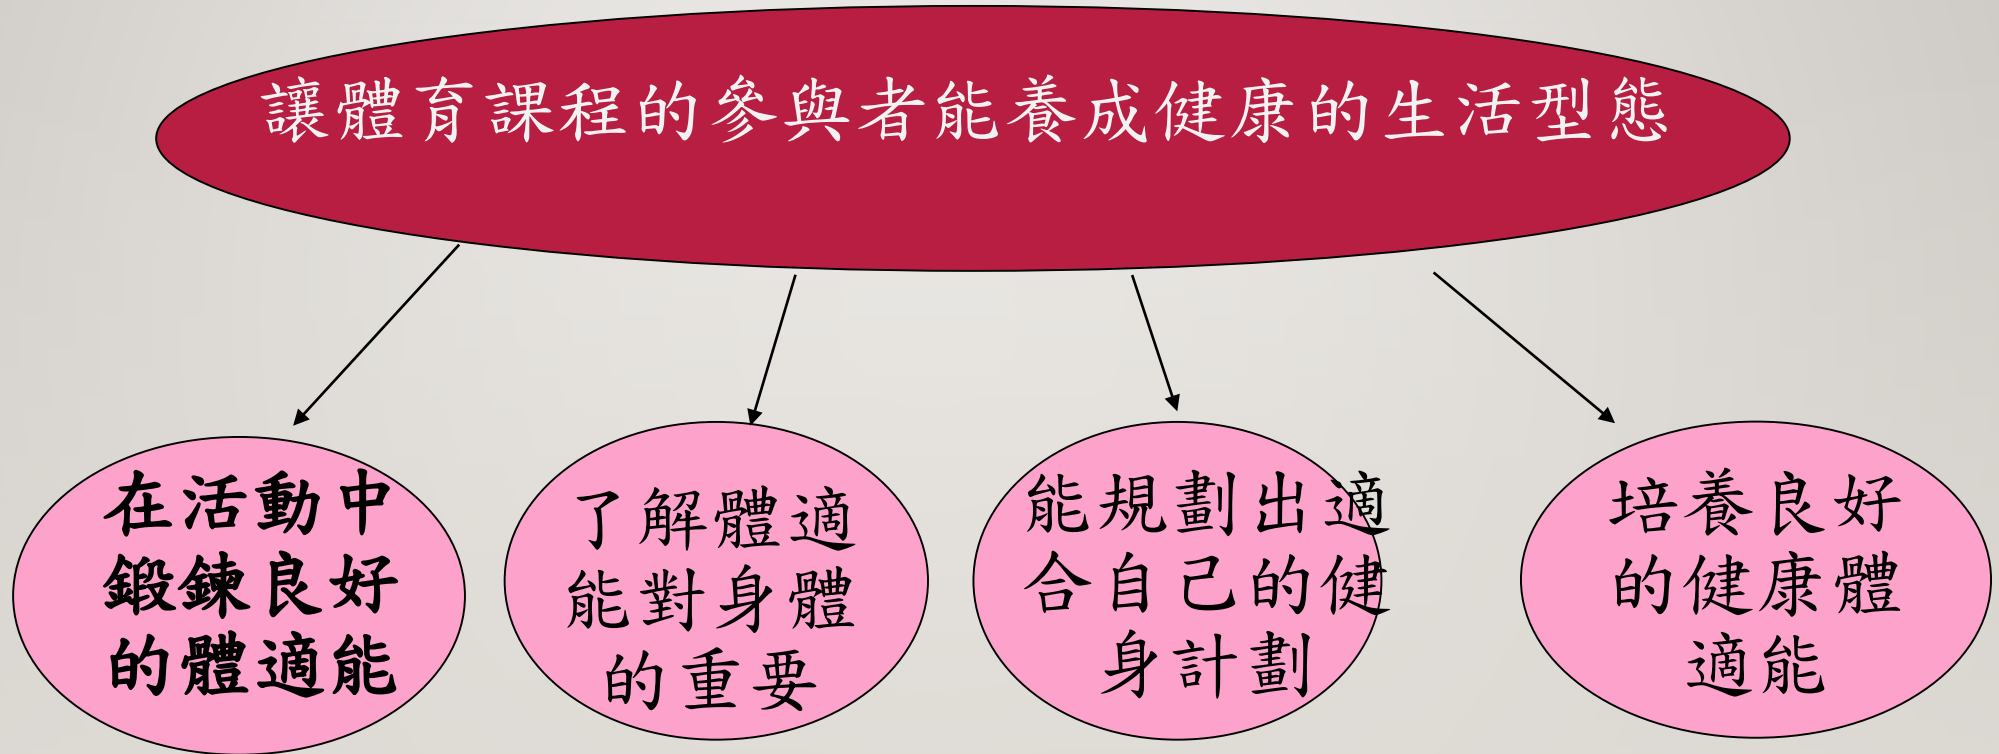 讓體育課程的參與者能養成健康的生活型態
在活動中
鍛鍊良好
的體適能
了解體適
能對身體
的重要
能規劃出適
合自己的健
身計劃
培養良好
的健康體
適能